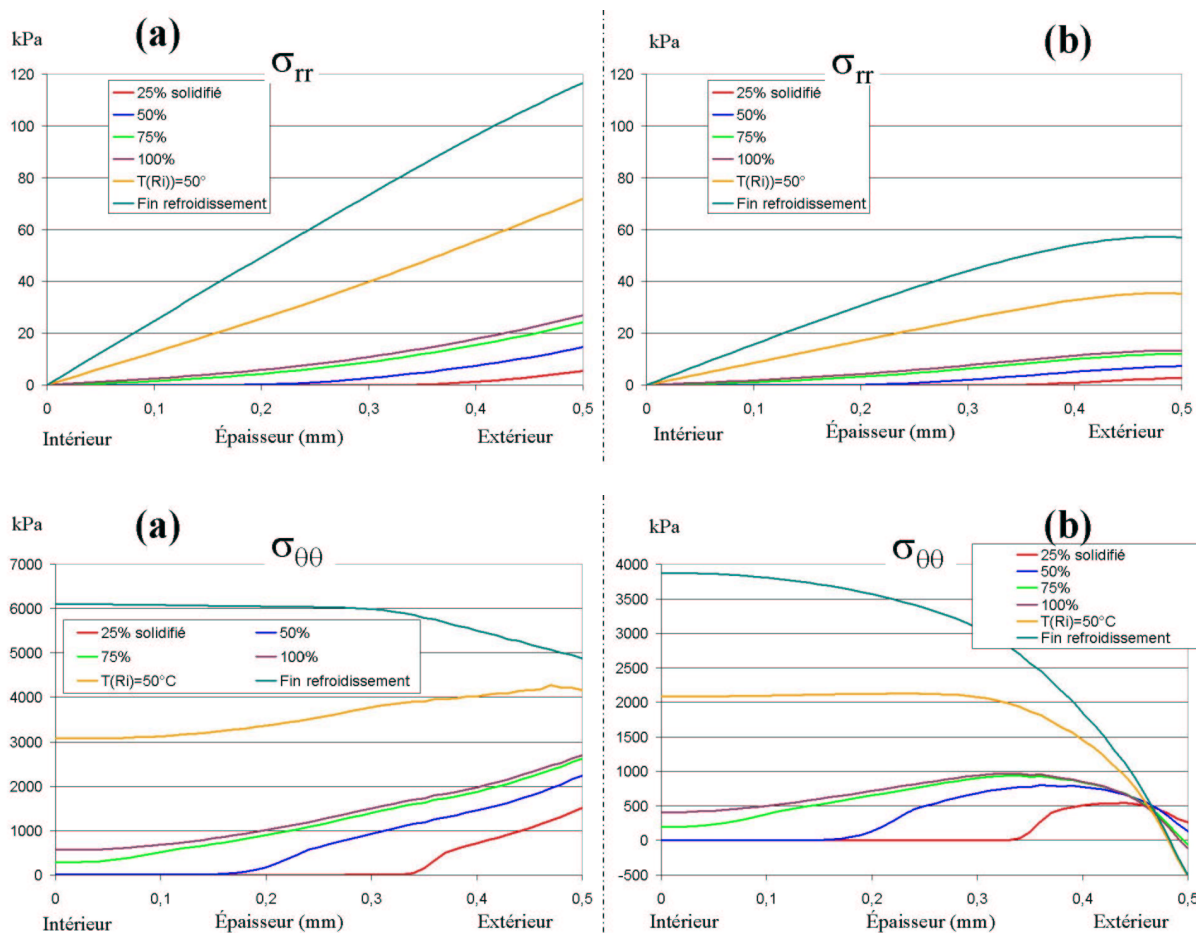 (a)
kPa
σrr
120
100
80
60
40
20
0
25% solidifié
50%
75%
100%
T(Ri))=50°
Fin refroidissement
0 0,1 0,2 0,3 0,4 0,5
Intérieur Épaisseur (mm) Extérieur
(b)
kPa
σrr
120
100
80
60
40
20
0
25% solidifié
50%
75%
100%
T(Ri))=50°
Fin refroidissement
0 0,1 0,2 0,3 0,4 0,5
Intérieur Épaisseur (mm) Extérieur
(a)
kPa
σθθ
7000
6000
5000
4000
3000
2000
1000
0
25% solidifié 50%
75% 100%
T(Ri)=50°C Fin refroidissement
0 0,1 0,2 0,3 0,4 0,5
Intérieur Épaisseur (mm) Extérieur
(b)
kPa
σθθ
4000
3500
3000
2500
2000
1500
1000
500
0
-500
25% solidifié
50%
75%
100%
T(Ri)=50°C
Fin refroidissement
0 0,1 0,2 0,3 0,4 0,5
Intérieur Épaisseur (mm) Extérieur